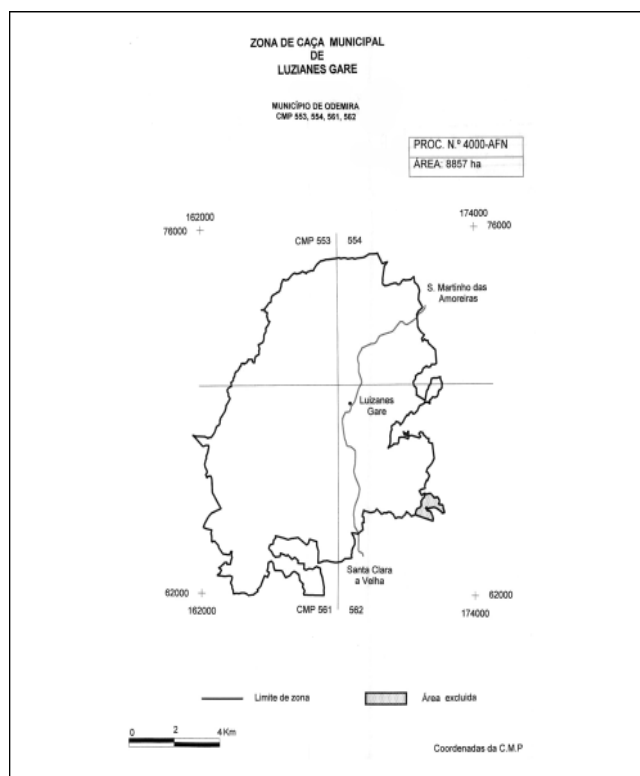 ZONA DE CAÇA MUNICIPAL
DE
LUZIANES GARE
MUNICÍPIO DE ODEMIRA
CMP 553, 554, 561, 562
PROC. N.º 4000-AFN
ÁREA: 8857 ha
162000
76000
CMP 553
554
174000
76000
S. Martinho das
Amoreiras
Luizanes
Gare
Santa Clara
a Velha
62000
162000
CMP 561
562
62000
174000
Limite de zona
Área excluida
0 2 4 Km
Coordenadas da C.M.P